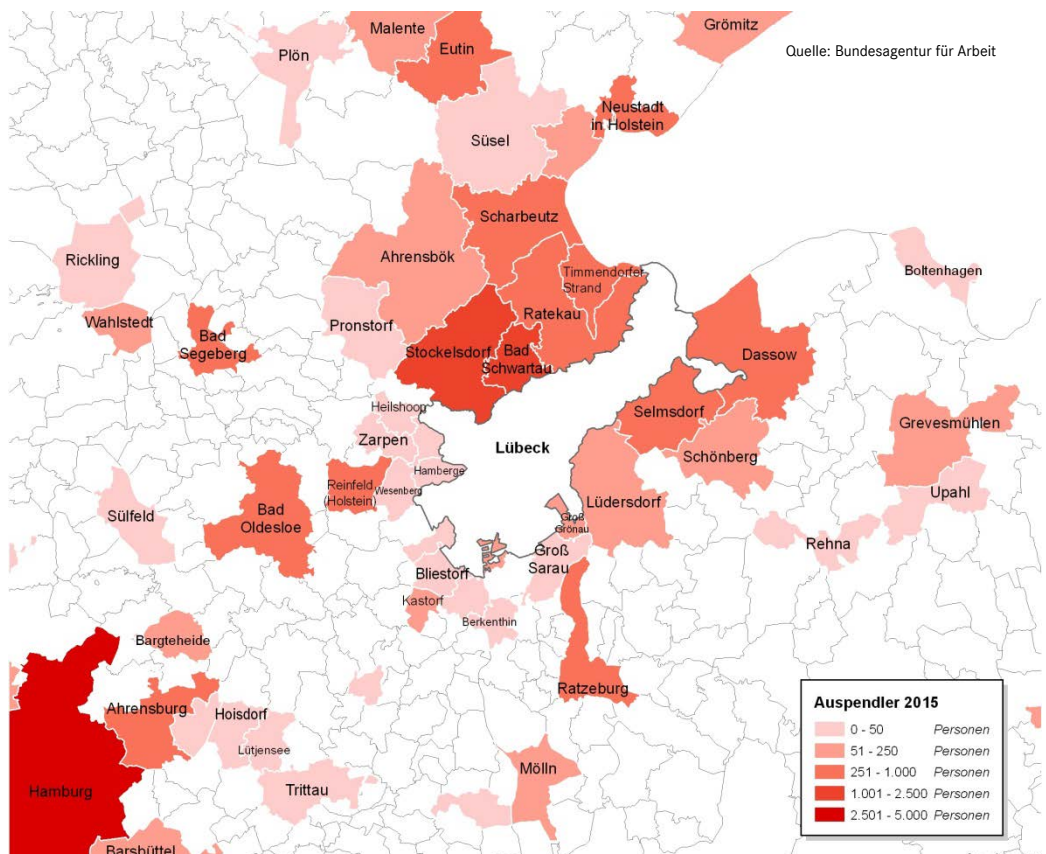 Malente
Grömitz
Eutin
Plön
Quelle: Bundesagentur für Arbeit
Neustadt
in Holstein
Süsel
Scharbeutz
Rickling
Ahrensbök
Timmendorfer
Strand
Boltenhagen
Ratekau
Wahlstedt
Pronstorf
Bad
Segeberg
Stockelsdorf
Bad
Schwartau
Dassow
Heilshoop
Selmsdorf
Grevesmühlen
Zarpen
Lübeck
Schönberg
Hamberge
Reinfeld
(Holstein)
Wesenberg
Upahl
Lüdersdorf
Sülfeld
Bad
Oldesloe
Groß
Grönau
Rehna
Groß
Sarau
Bliestorf
Kastorf
Berkenthin
Bargteheide
Ratzeburg
Ahrensburg
Hoisdorf
Lütjensee
Mölln
Trittau
Hamburg
Barsbüttel
Auspendler 2015
0 - 50 Personen
51 - 250 Personen
251 - 1.000 Personen
1.001 - 2.500 Personen
2.501 - 5.000 Personen